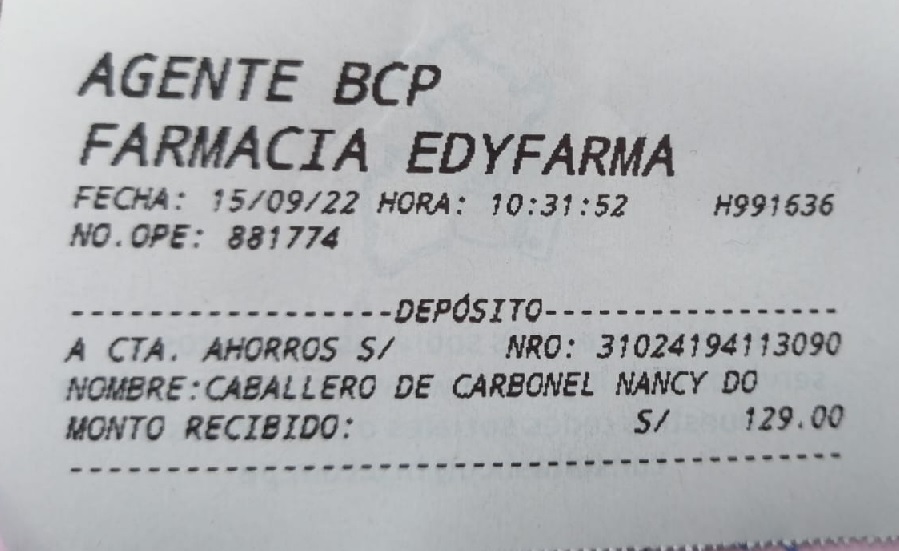 AGENTE BCP
FARMACIA EDYFARMA
FECHA: 15/09/22 HORA: 10:31:52 H991636
NO.OPE: 881774
-----------------DEPÓSITO-----------------
A CTA. AHORROS S/ NRO: 31024194113090
NOMBRE:CABALLERO DE CARBONEL NANCY DO
MONTO RECIBIDO: S/ 129.00